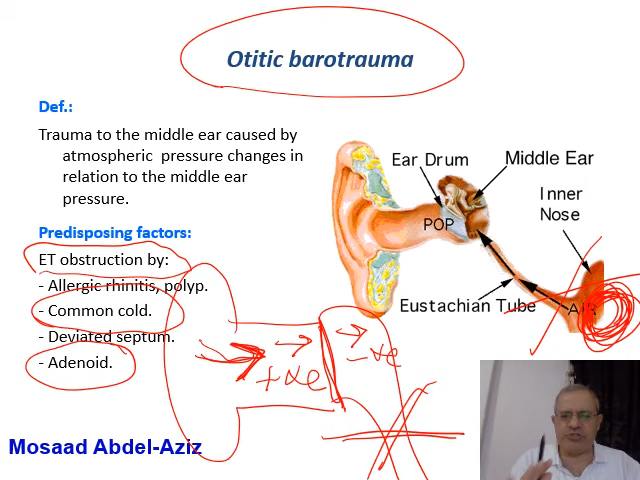 Otitic barotrauma
Def.:
Trauma to the middle ear caused by
atmospheric pressure changes in
relation to the middle ear
pressure.
Predisposing factors:
ET obstruction by:
- Allergic rhinitis, polyp.
- Common cold.
- Deviated septum.
- Adenoid.
Mosaad Abdel-Aziz
Ear Drum
Middle Ear
Inner
Nose
POP
Eustachian Tube
Air
+ve
-ve